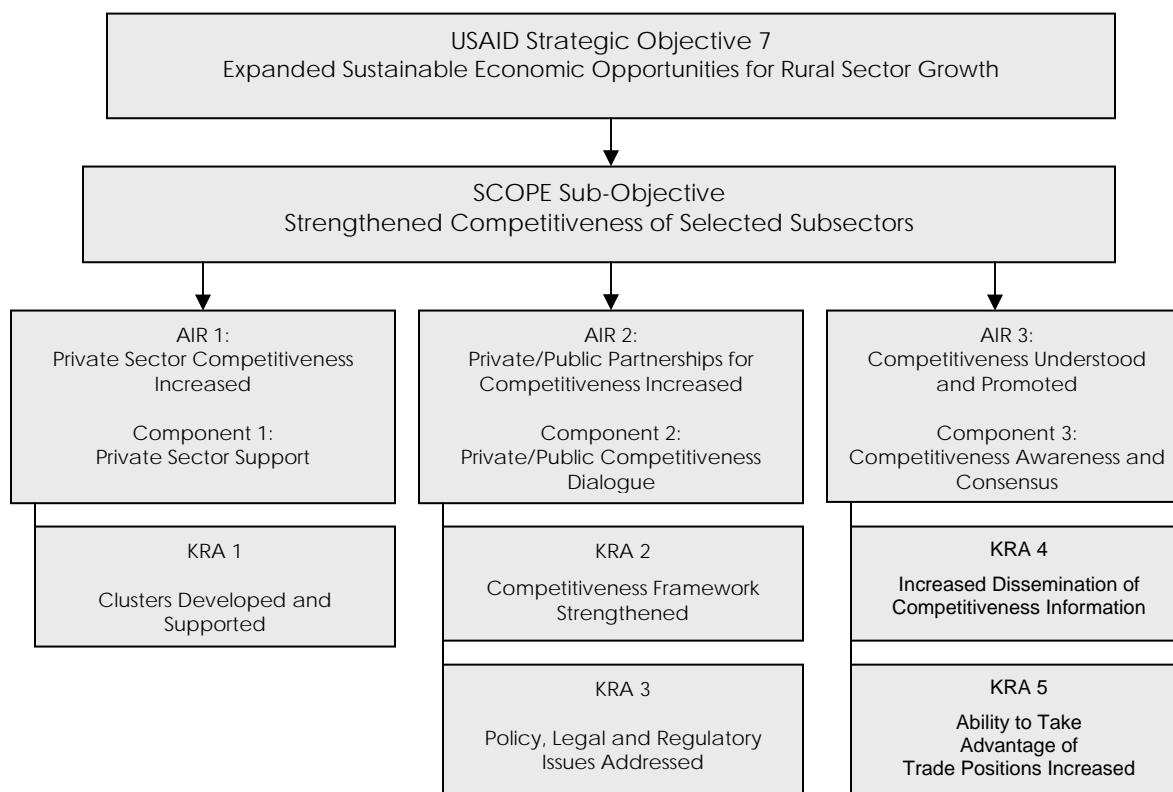 USAID Strategic Objective 7
Expanded Sustainable Economic Opportunities for Rural Sector Growth
SCOPE Sub-Objective
Strengthened Competitiveness of Selected Subsectors
AIR 1:
Private Sector Competitiveness
Increased
Component 1:
Private Sector Support
AIR 2:
Private/Public Partnerships for
Competitiveness Increased
Component 2:
Private/Public Competitiveness
Dialogue
AIR 3:
Competitiveness Understood
and Promoted
Component 3:
Competitiveness Awareness and
Consensus
KRA 1
Clusters Developed and
Supported
KRA 2
Competitiveness Framework
Strengthened
KRA 4
Increased Dissemination of
Competitiveness Information
KRA 3
Policy, Legal and Regulatory
Issues Addressed
KRA 5
Ability to Take
Advantage of
Trade Positions Increased